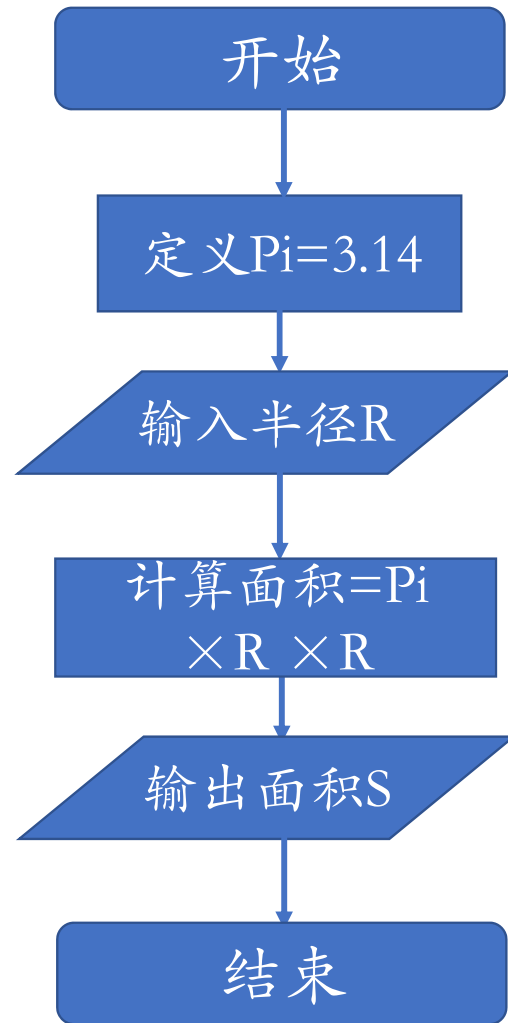 开始
定义Pi=3.14
输入半径R
计算面积=Pi
×R ×R
输出面积S
结束